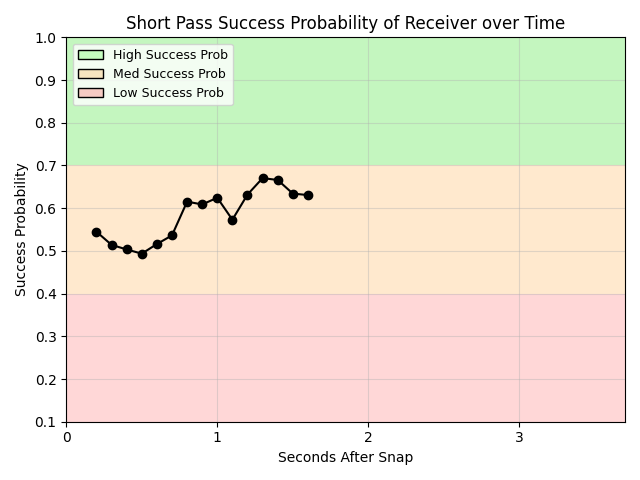 Short Pass Success Probability of Receiver over Time
High Success Prob
Med Success Prob
Low Success Prob
Success Probability
1.0
0.9
0.8
0.7
0.6
0.5
0.4
0.3
0.2
0.1
0 1 2 3
Seconds After Snap